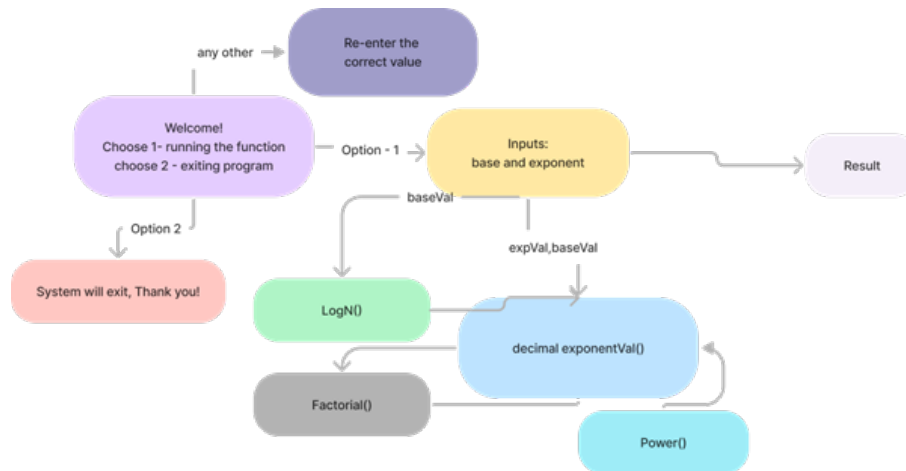 any other
Re-enter the
correct value
Welcome!
Choose 1- running the function
choose 2 - exiting program
Option - 1
Inputs:
base and exponent
Result
baseVal
Option 2
expVal,baseVal
System will exit, Thank you!
LogN()
decimal exponentVal()
Factorial()
Power()